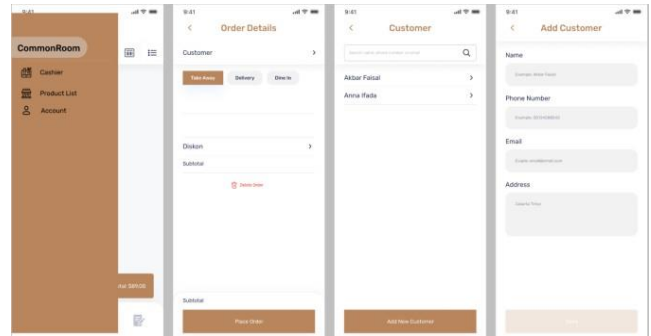 9:41
CommonRoom
Cashier
Product List
Account
9:41
Order Details
Customer
Take Away
Delivery
Dine In
Diskon
Subtotal
Delete Order
Subtotal
Place Order
9:41
Customer
Akbar Faisal
Anna Ifada
Add New Customer
9:41
Add Customer
Name
Phone Number
Email
Address